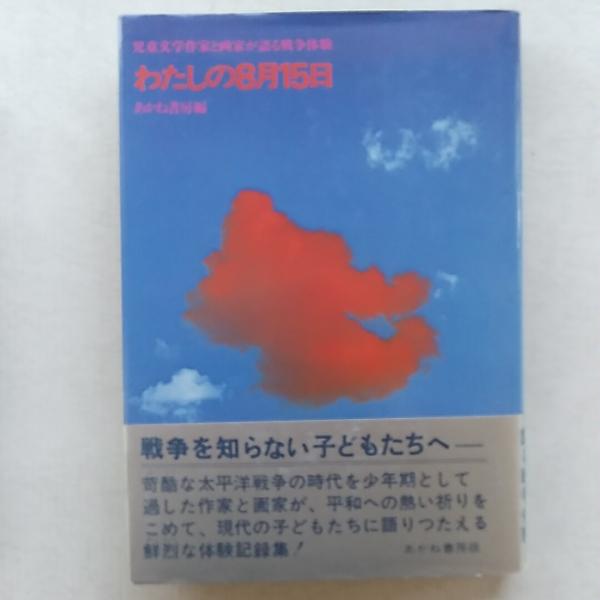 児童文学作家と画家が語る戦争体験
わたしの8月15日
あかね書房編
戦争を知らない子どもたちへ――
苛酷な太平洋戦争の時代を少年期として
過した作家と画家が、平和への熱い祈りを
こめて、現代の子どもたちに語りつたえる
鮮烈な体験記録集!
あかね書房版